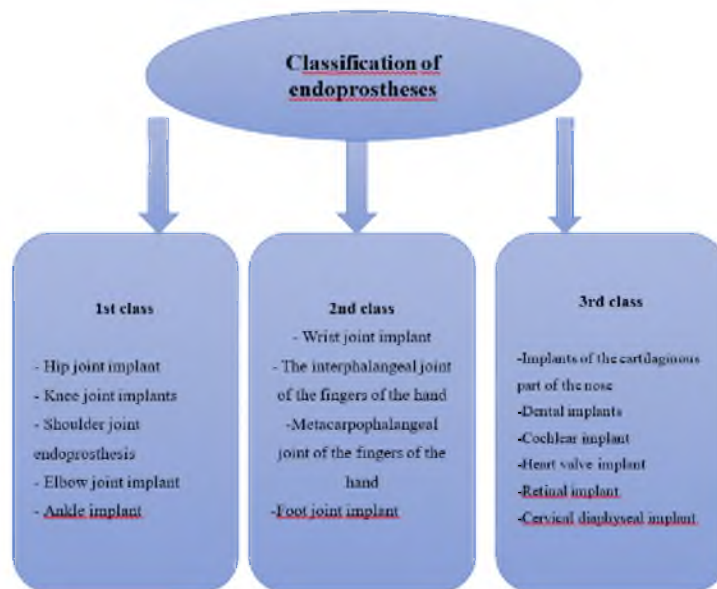 Classification of
endoprostheses
1st class
- Hip joint implant
- Knee joint implants
- Shoulder joint
endoprosthesis
- Elbow joint implant
- Ankle implant
2nd class
- Wrist joint implant
- The interphalangeal joint
of the fingers of the hand
-Metacarpophalangeal
joint of the fingers of the
hand
-Foot joint implant
3rd class
-Implants of the cartilaginous
part of the nose
-Dental implants
-Cochlear implant
-Heart valve implant
-Retinal implant
-Cervical diaphyseal implant